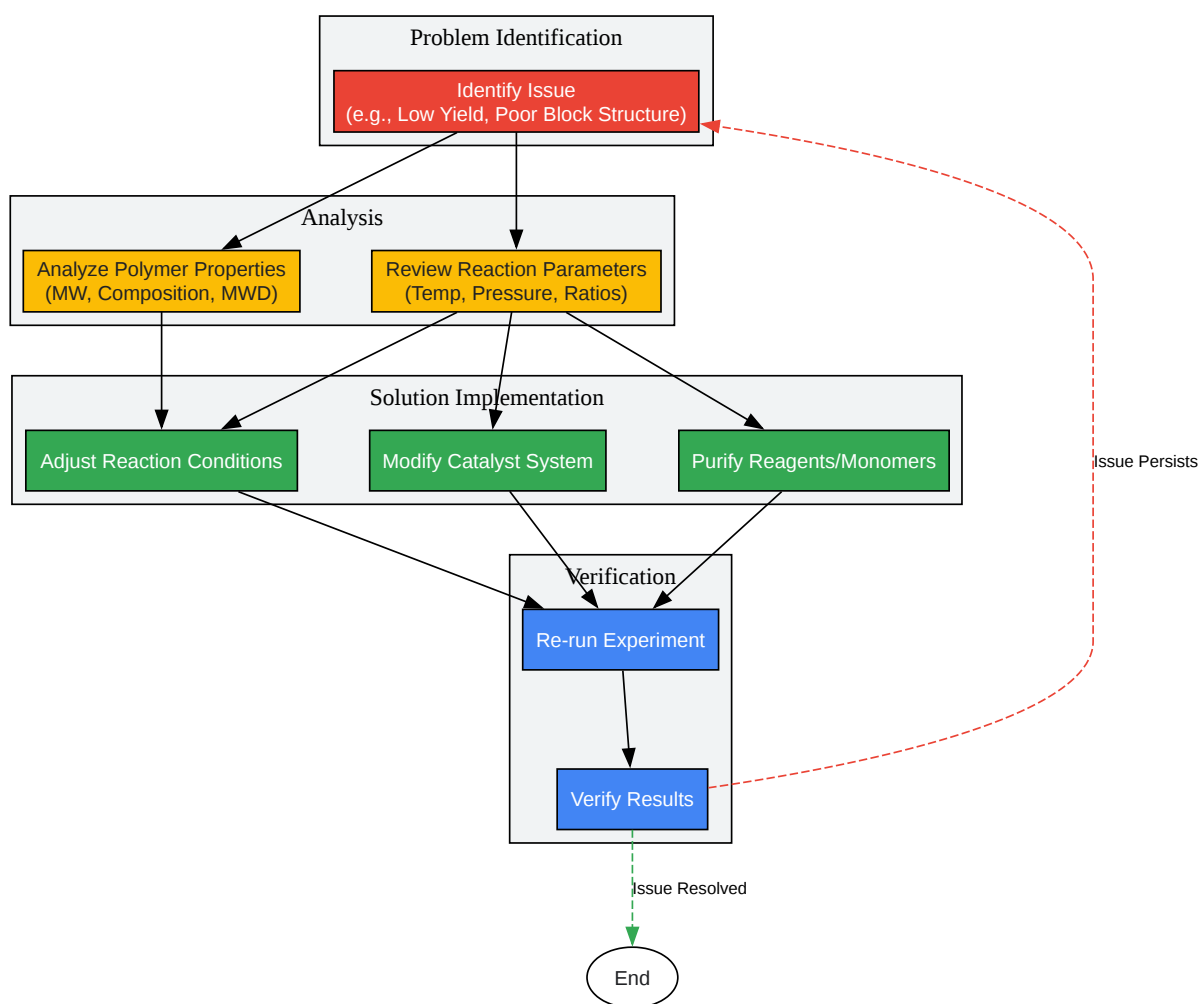 Problem Identification
Identify Issue
(e.g., Low Yield, Poor Block Structure)
Analysis
Analyze Polymer Properties
(MW, Composition, MWD)
Review Reaction Parameters
(Temp, Pressure, Ratios)
Solution Implementation
Adjust Reaction Conditions
Modify Catalyst System
Purify Reagents/Monomers
Issue Persists
Verification
Re-run Experiment
Verify Results
Issue Resolved
End